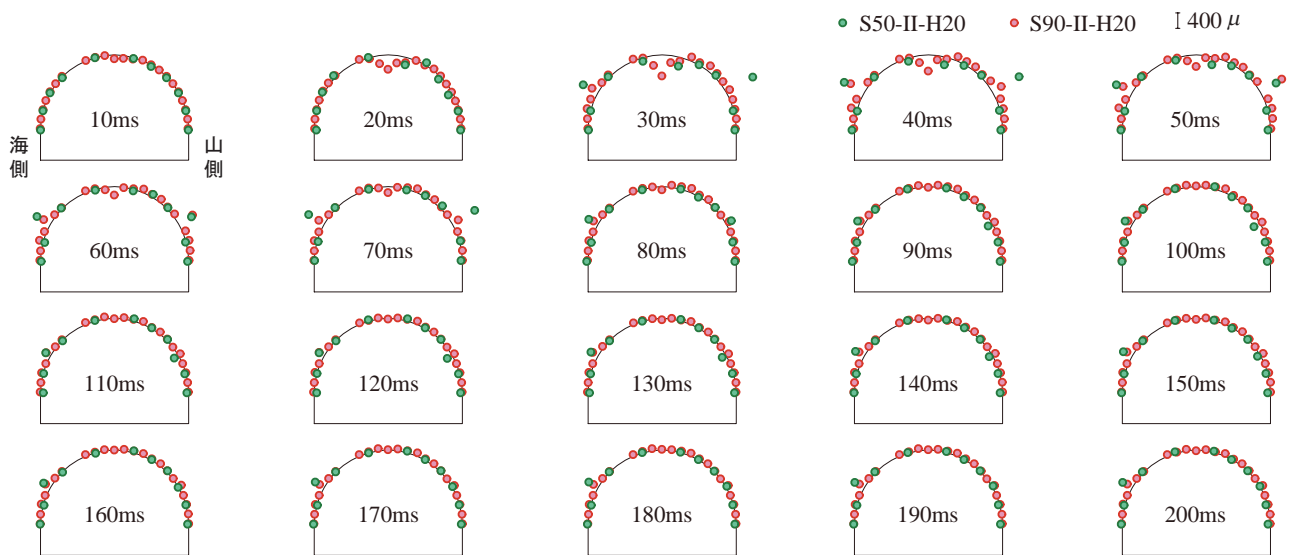 S50-II-H20 S90-II-H20 400 μ
10ms 20ms 30ms 40ms 50ms
海側 山側
60ms 70ms 80ms 90ms 100ms
110ms 120ms 130ms 140ms 150ms
160ms 170ms 180ms 190ms 200ms